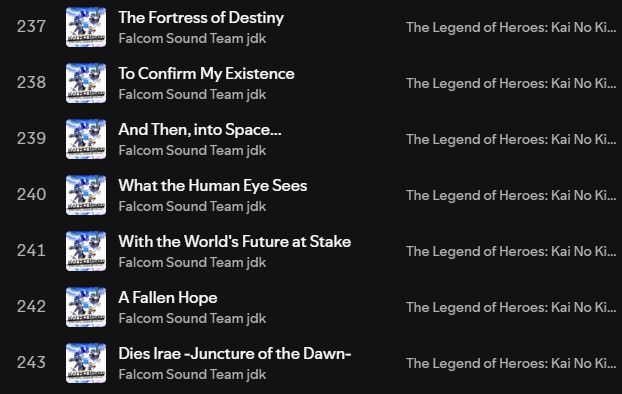 237 The Fortress of Destiny The Legend of Heroes: Kai No Ki...
Falcom Sound Team jdk
238 To Confirm My Existence The Legend of Heroes: Kai No Ki...
Falcom Sound Team jdk
239 And Then, into Space... The Legend of Heroes: Kai No Ki...
Falcom Sound Team jdk
240 What the Human Eye Sees The Legend of Heroes: Kai No Ki...
Falcom Sound Team jdk
241 With the World's Future at Stake The Legend of Heroes: Kai No Ki...
Falcom Sound Team jdk
242 A Fallen Hope The Legend of Heroes: Kai No Ki...
Falcom Sound Team jdk
243 Dies Irae -Juncture of the Dawn- The Legend of Heroes: Kai No Ki...
Falcom Sound Team jdk